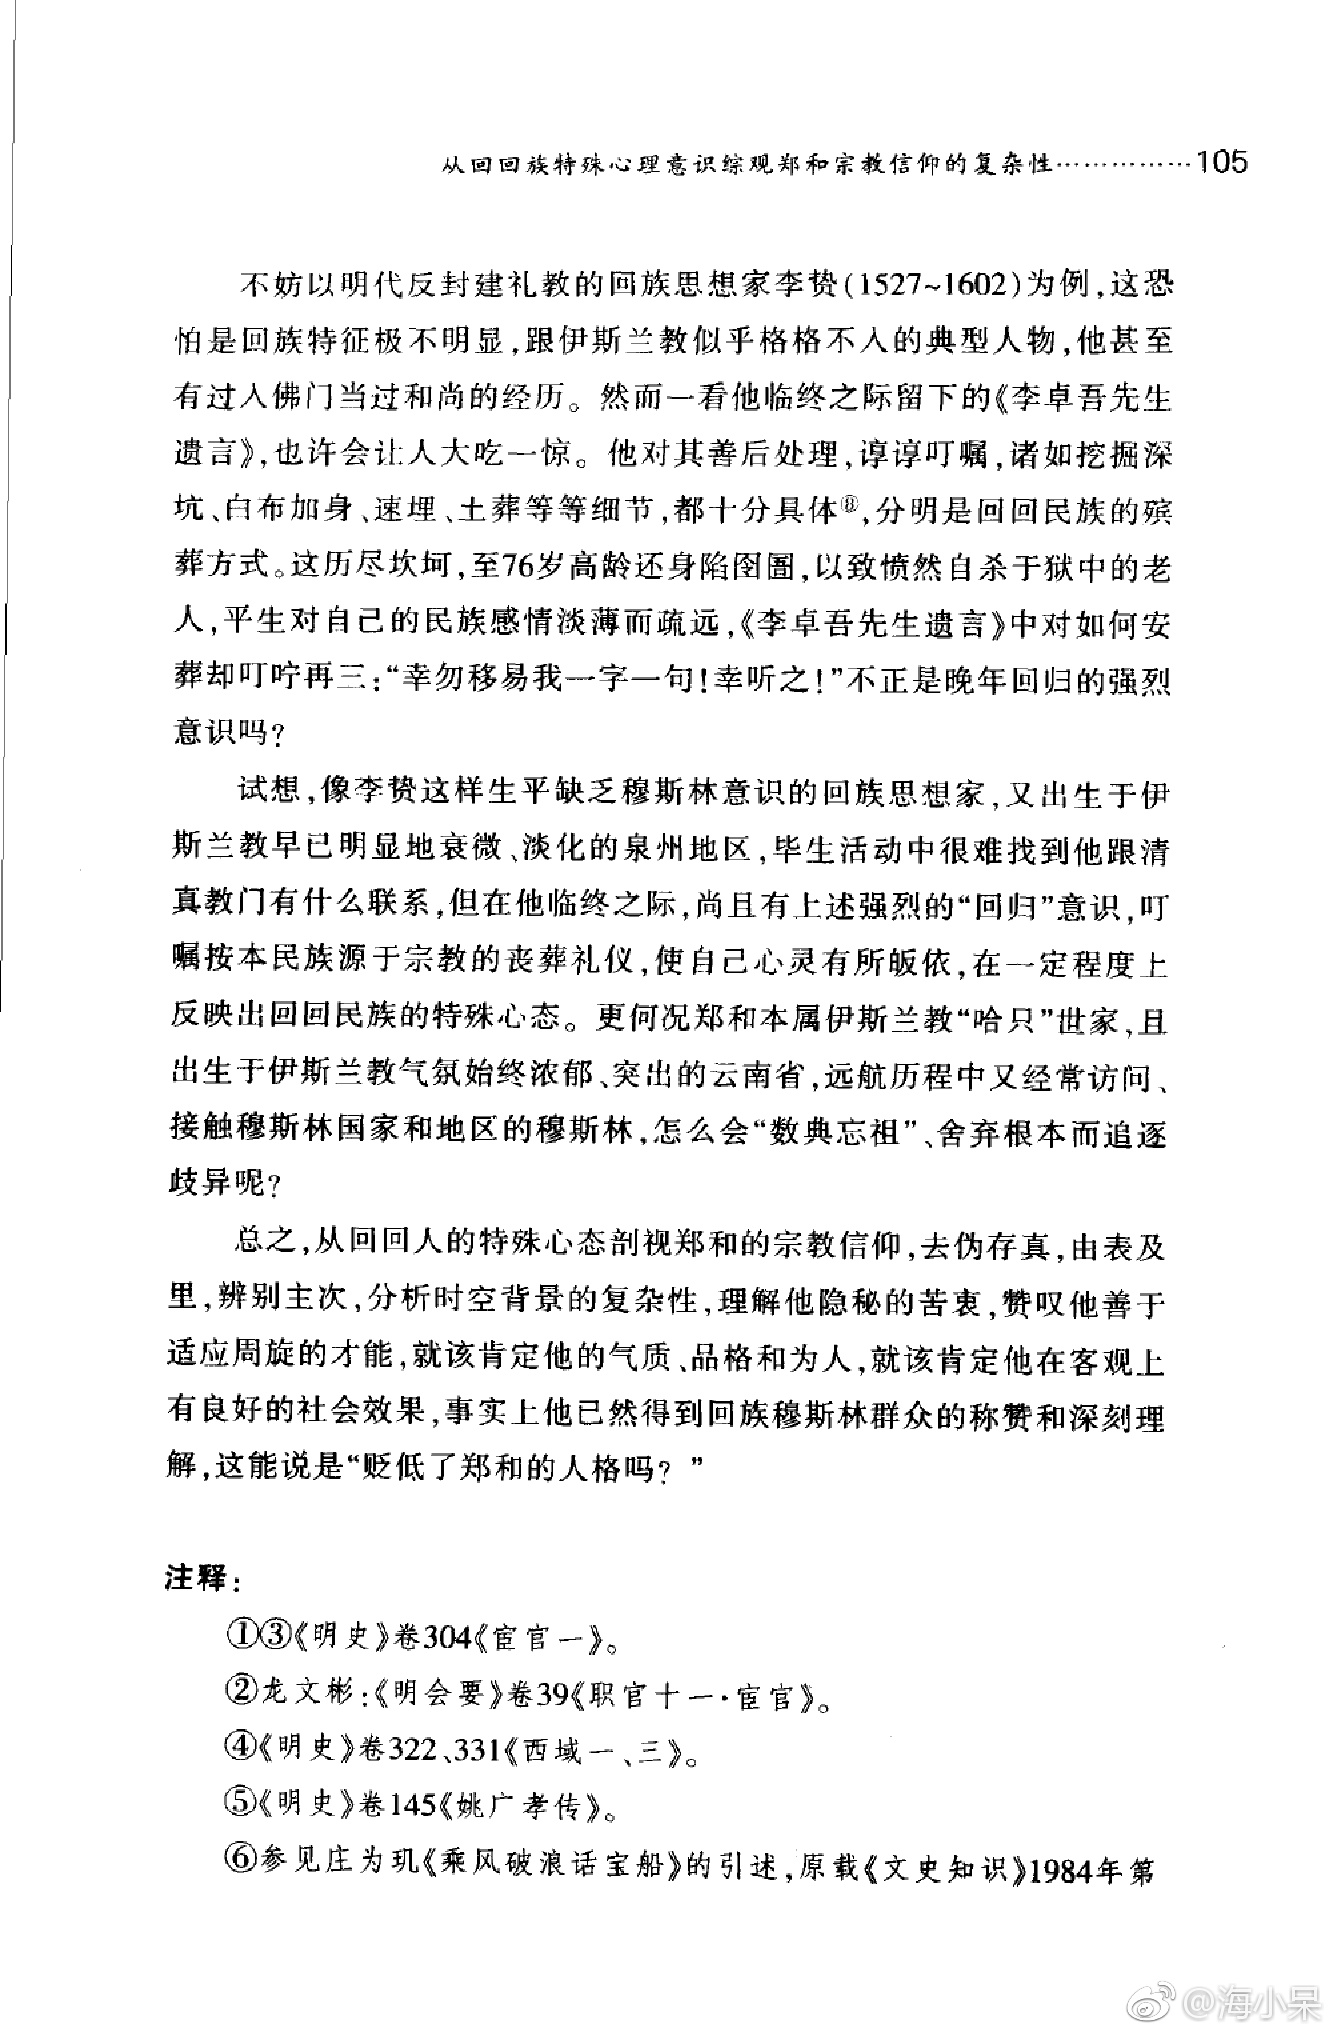 从回回族特殊心理意识综观郑和宗教信仰的复杂性……………105
不妨以明代反封建礼教的回族思想家李贽(1527~1602)为例,这恐
怕是回族特征极不明显,跟伊斯兰教似乎格格不入的典型人物,他甚至
有过入佛门当过和尚的经历。然而一看他临终之际留下的《李卓吾先生
遗言》,也许会让人大吃一惊。他对其善后处理,谆谆叮嘱,诸如挖掘深
坑、白布加身、速埋、土葬等等细节,都十分具体⑧,分明是回回民族的殡
葬方式。这历尽坎坷,至76岁高龄还身陷囹圄,以致愤然自杀于狱中的老
人,平生对自己的民族感情淡薄而疏远,《李卓吾先生遗言》中对如何安
葬却叮咛再三:“幸勿移易我一字一句!幸听之!”不正是晚年回归的强烈
意识吗?
试想,像李贽这样生平缺乏穆斯林意识的回族思想家,又出生于伊
斯兰教早已明显地衰微、淡化的泉州地区,毕生活动中很难找到他跟清
真教门有什么联系,但在他临终之际,尚且有上述强烈的“回归”意识,叮
嘱按本民族源于宗教的丧葬礼仪,使自己心灵有所皈依,在一定程度上
反映出回回民族的特殊心态。更何况郑和本属伊斯兰教“哈只”世家,且
出生于伊斯兰教气氛始终浓郁、突出的云南省,远航历程中又经常访问、
接触穆斯林国家和地区的穆斯林,怎么会“数典忘祖”、舍弃根本而追逐
歧异呢?
总之,从回回人的特殊心态剖视郑和的宗教信仰,去伪存真,由表及
里,辨别主次,分析时空背景的复杂性,理解他隐秘的苦衷,赞叹他善于
适应周旋的才能,就该肯定他的气质、品格和为人,就该肯定他在客观上
有良好的社会效果,事实上他已然得到回族穆斯林群众的称赞和深刻理
解,这能说是“贬低了郑和的人格吗?”
注释:
①③《明史》卷304《宦官一》。
②龙文彬:《明会要》卷39《职官十一·宦官》。
④《明史》卷322、331《西域一、三》。
⑤《明史》卷145《姚广孝传》。
⑥参见庄为玑《乘风破浪话宝船》的引述,原载《文史知识》1984年第
@海小呆